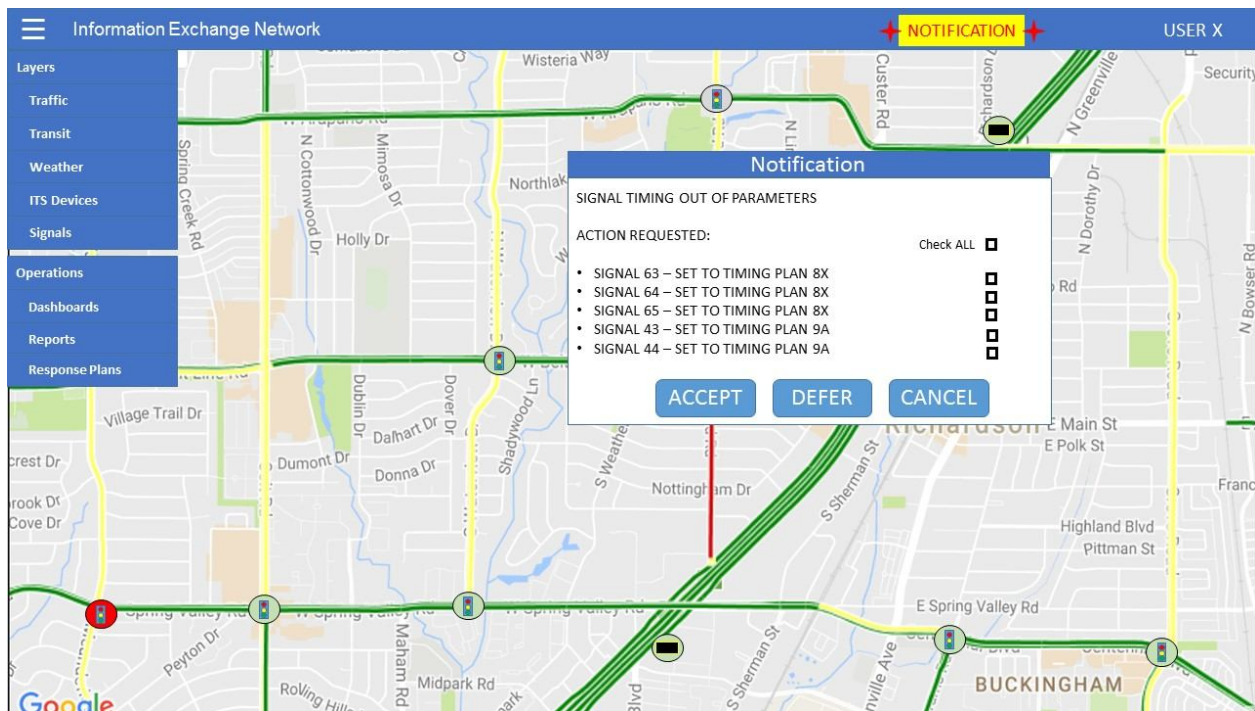 Information Exchange Network
NOTIFICATION
USER X
Layers
Traffic
Transit
Weather
ITS Devices
Signals
Operations
Dashboards
Reports
Response Plans
Notification
SIGNAL TIMING OUT OF PARAMETERS
ACTION REQUESTED:
Check ALL
• SIGNAL 63 – SET TO TIMING PLAN 8X
• SIGNAL 64 – SET TO TIMING PLAN 8X
• SIGNAL 65 – SET TO TIMING PLAN 8X
• SIGNAL 43 – SET TO TIMING PLAN 9A
• SIGNAL 44 – SET TO TIMING PLAN 9A
ACCEPT
DEFER
CANCEL
Wisteria Way
Custer Rd
N Greenville
Security
Spring Creek Rd
N Cottonwood Dr
Mimosa Dr
Holly Dr
N Dorothy Dr
N Bowser Rd
Village Trail Dr
Dublin Dr
Dover Dr
Dalhart Dr
Shadywood Ln
Dumont Dr
Donna Dr
Nottingham Dr
S Sherman St
Richardson
E Main St
E Polk St
Highland Blvd
Pittman St
Cove Dr
W Spring Valley Rd
E Spring Valley Rd
Peyton Dr
Maham Rd
Midpark Rd
BUCKINGHAM
Google